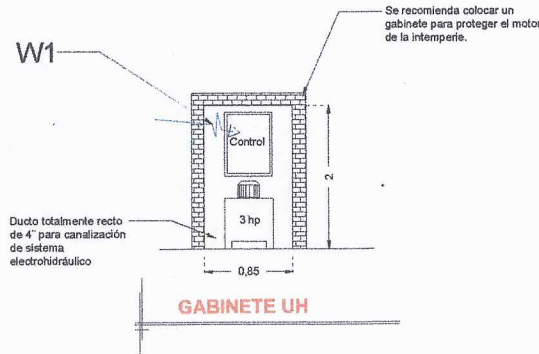 Se recomienda colocar un
gabinete para proteger el motor
de la intemperie.
W1
Control
2
3 hp
Ducto totalmente recto
de 4" para canalización
de sistema
electrohidráulico
0,85
GABINETE UH